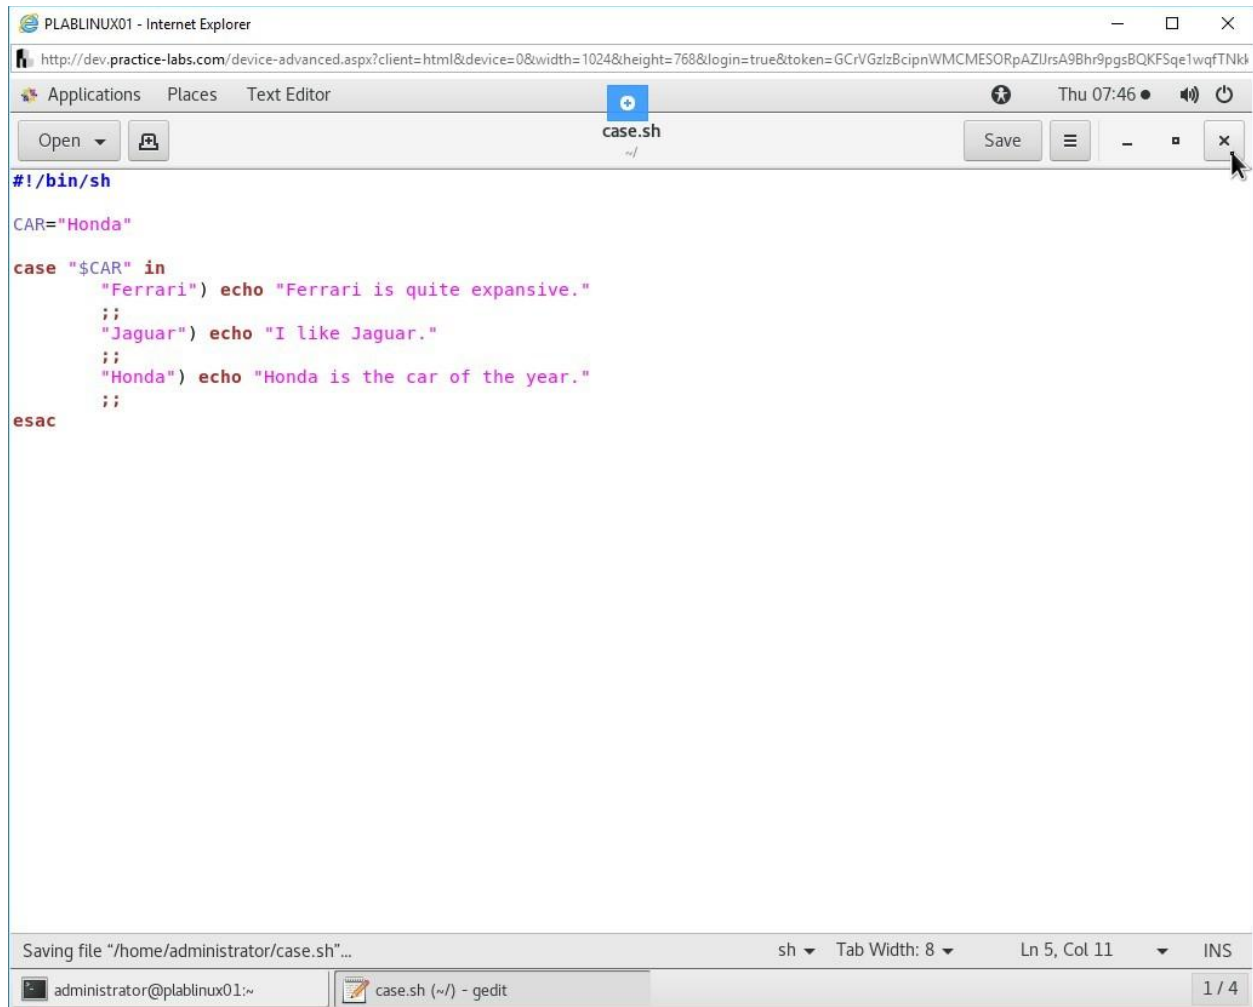 PLABLINUX01 - Internet Explorer
http://dev.practice-labs.com/device-advanced.aspx?client=html&device=0&width=1024&height=768&login=true&token=
Applications Places Text Editor Thu 07:46
Open case.sh Save
~/
#!/bin/sh
CAR="Honda"
case "$CAR" in
"Ferrari") echo "Ferrari is quite expansive."
;;
"Jaguar") echo "I like Jaguar."
;;
"Honda") echo "Honda is the car of the year."
;;
esac
Saving file “/home/administrator/case.sh”... sh Tab Width: 8 Ln 5, Col 11 INS
administrator@plablinux01:~ case.sh (~/) - gedit 1 / 4